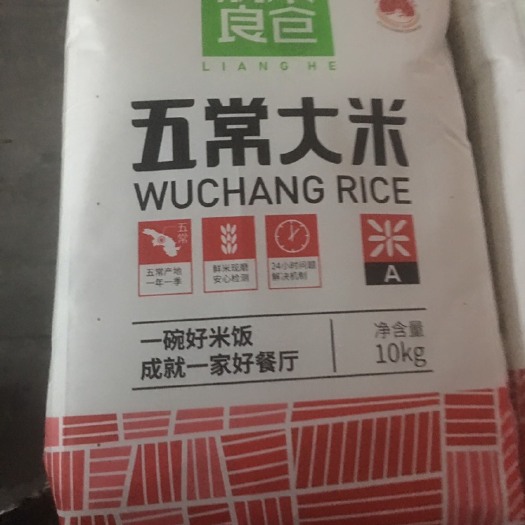 良仓
LIANG HE
五常大米
WUCHANG RICE
五常
五常产地
一年一季
鲜米现磨
安心检测
24小时问题
解决机制
米
A
一碗好米饭
成就一家好餐厅
净含量
10kg